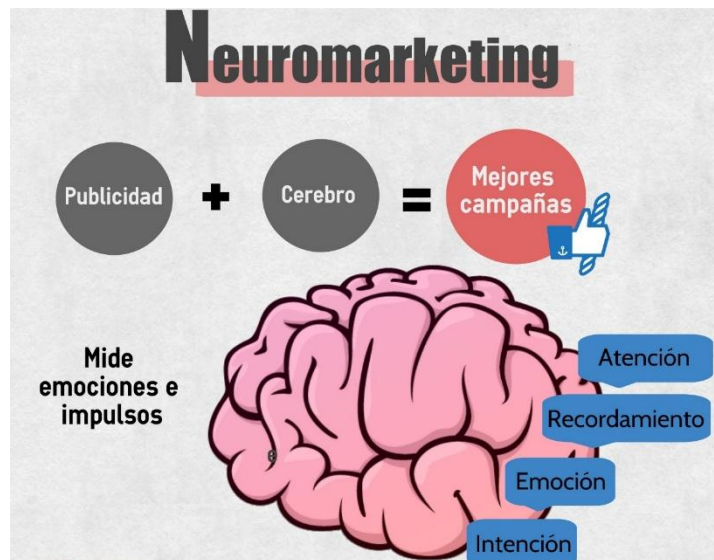 Neuromarketing
Publicidad + Cerebro = Mejores
campañas
Mide
emociones e
impulsos
Atención
Recordamiento
Emoción
Intención